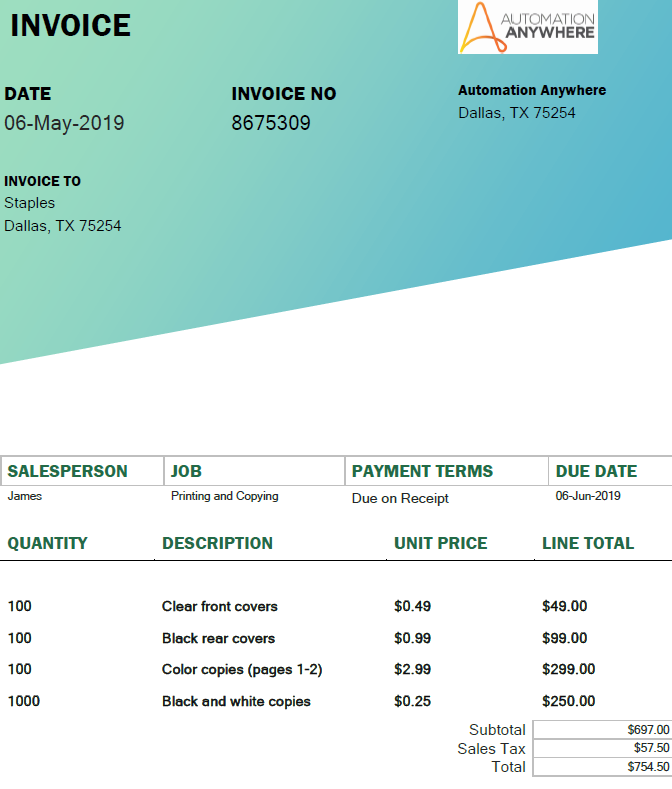 INVOICE
AUTOMATION
ANYWHERE
DATE
06-May-2019
INVOICE NO
8675309
Automation Anywhere
Dallas, TX 75254
INVOICE TO
Staples
Dallas, TX 75254
SALESPERSON JOB PAYMENT TERMS DUE DATE
James Printing and Copying Due on Receipt 06-Jun-2019
QUANTITY DESCRIPTION UNIT PRICE LINE TOTAL
100 Clear front covers $0.49 $49.00
100 Black rear covers $0.99 $99.00
100 Color copies (pages 1-2) $2.99 $299.00
1000 Black and white copies $0.25 $250.00
Subtotal $697.00
Sales Tax $57.50
Total $754.50